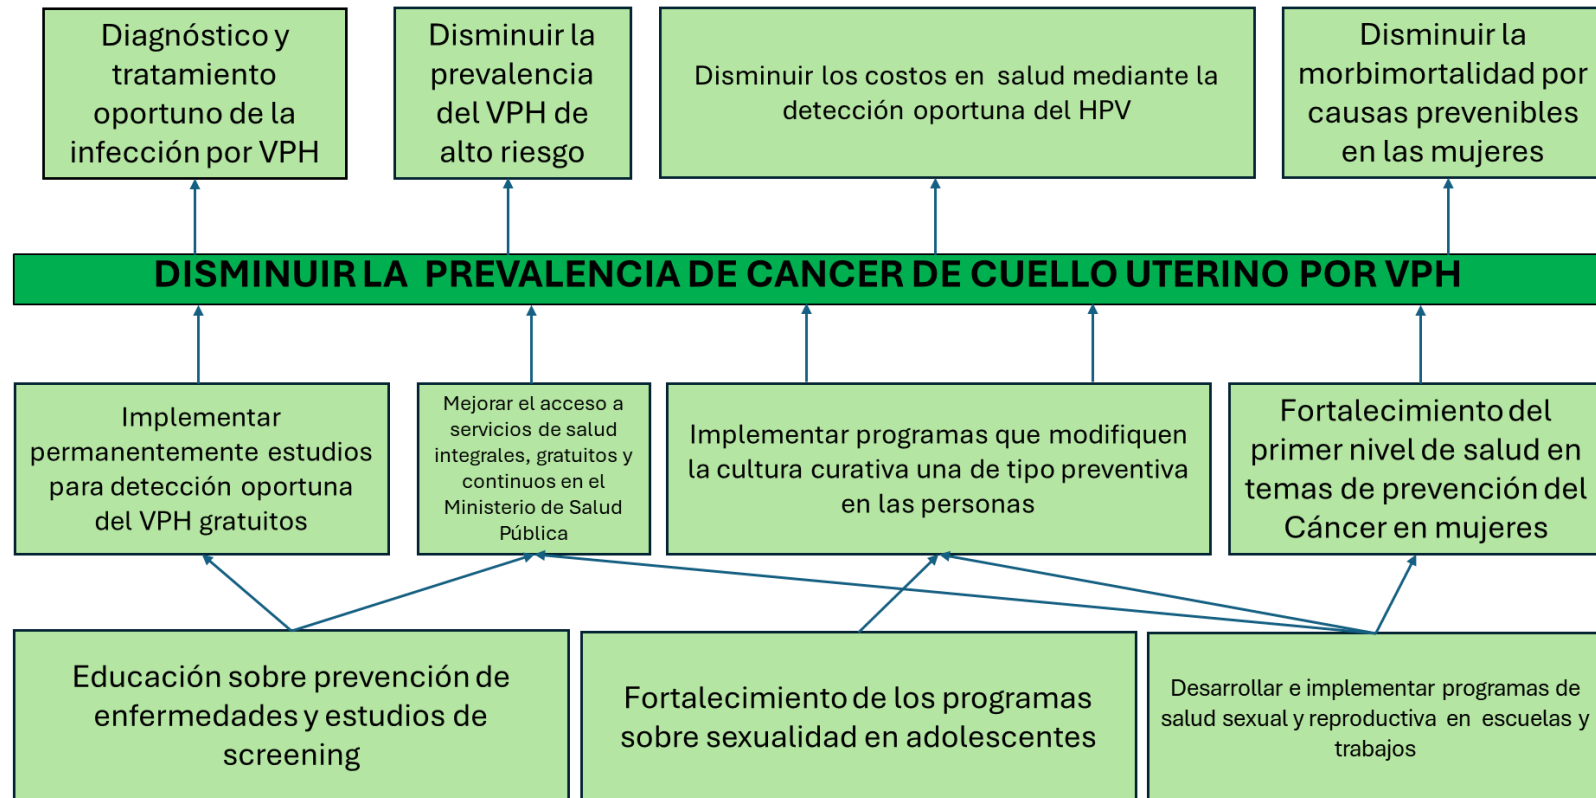 Diagnóstico y
tratamiento
oportuno de la
infección por VPH
Disminuir la
prevalencia
del VPH de
alto riesgo
Disminuir los costos en salud mediante la
detección oportuna del HPV
Disminuir la
morbimortalidad por
causas prevenibles
en las mujeres
DISMINUIR LA PREVALENCIA DE CANCER DE CUELLO UTERINO POR VPH
Implementar
permanentemente estudios
para detección oportuna
del VPH gratuitos
Mejorar el acceso a
servicios de salud
integrales, gratuitos y
continuos en el
Ministerio de Salud
Pública
Implementar programas que modifiquen
la cultura curativa una de tipo preventiva
en las personas
Fortalecimiento del
primer nivel de salud en
temas de prevención del
Cáncer en mujeres
Educación sobre prevención de
enfermedades y estudios de
screening
Fortalecimiento de los programas
sobre sexualidad en adolescentes
Desarrollar e implementar programas de
salud sexual y reproductiva en escuelas y
trabajos